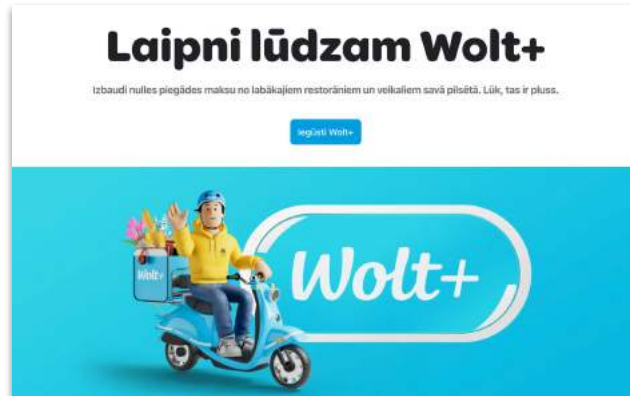 Laipni lūdzam Wolt+
Izbaudi nulles piegādes maksu no labākajiem restorāniem un veikaliem savā pilsētā. Lūk, tas ir pluss.
Iegūsti Wolt+
Wolt+
Wolt+